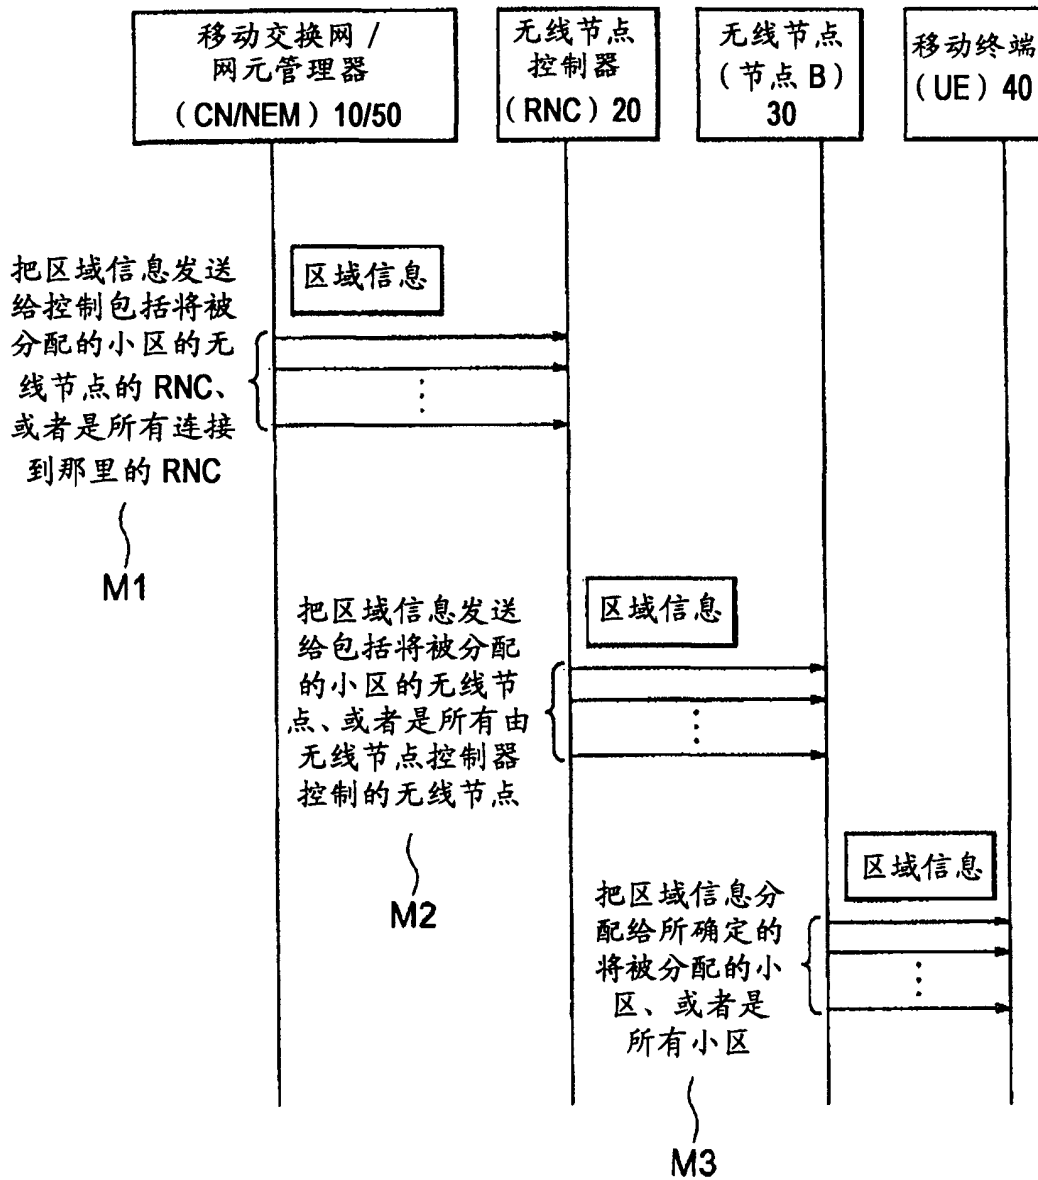 移动交换网 /
网元管理器
(CN/NEM) 10/50
无线节点
控制器
(RNC) 20
无线节点
(节点 B)
30
移动终端
(UE) 40
区域信息
把区域信息发送
给控制包括将被
分配的小区的无
线节点的 RNC、
或者是所有连接
到那里的 RNC
M1
区域信息
把区域信息发送
给包括将被分配
的小区的无线节
点、或者是所有由
无线节点控制器
控制的无线节点
M2
区域信息
把区域信息分
配给所确定的
将被分配的小
区、或者是
所有小区
M3